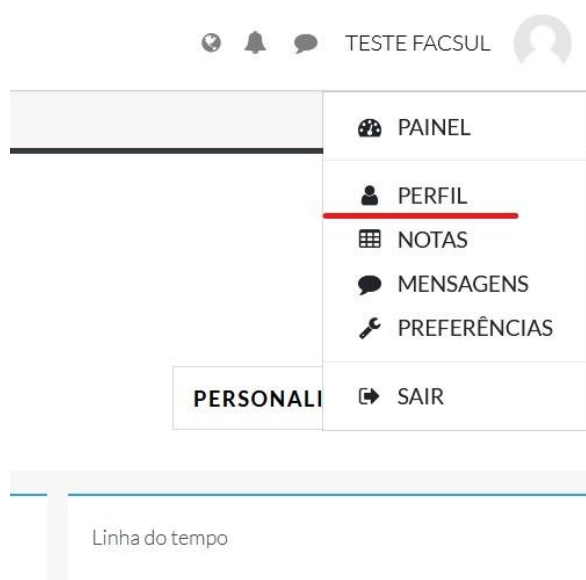 TESTE FACSUL
PAINEL
PERFIL
NOTAS
MENSAGENS
PREFERÊNCIAS
PERSONALI
SAIR
Linha do tempo